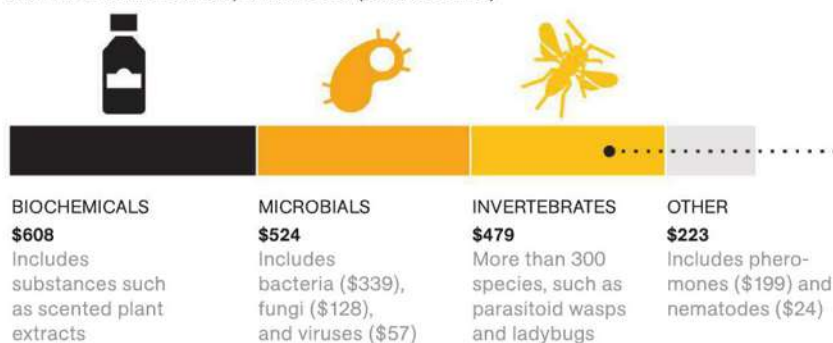 BIOCHEMICALS
$608
Includes
substances such
as scented plant
extracts
MICROBIALS
$524
Includes
bacteria ($339),
fungi ($128),
and viruses ($57)
INVERTEBRATES
$479
More than 300
species, such as
parasitoid wasps
and ladybugs
OTHER
$223
Includes phero-
mones ($199) and
nematodes ($24)